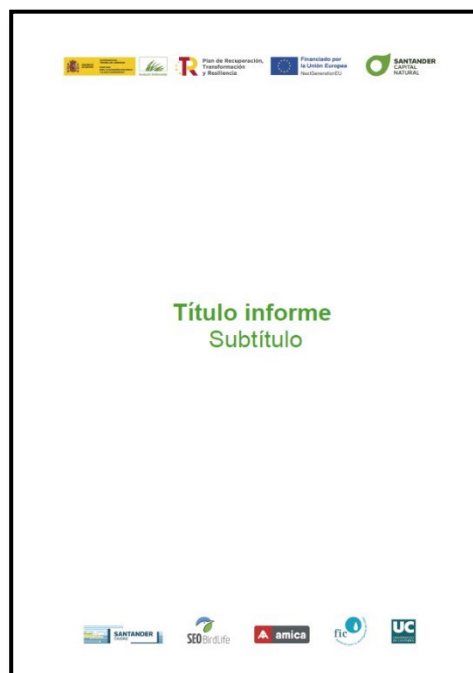 Plan de Recuperación,
Transformación
y Resiliencia
Financiado por
la Unión Europea
NextGenerationEU
SANTANDER
CAPITAL
NATURAL
Título informe
Subtítulo
SANTANDER
SEO BirdLife
amica
fic
UC